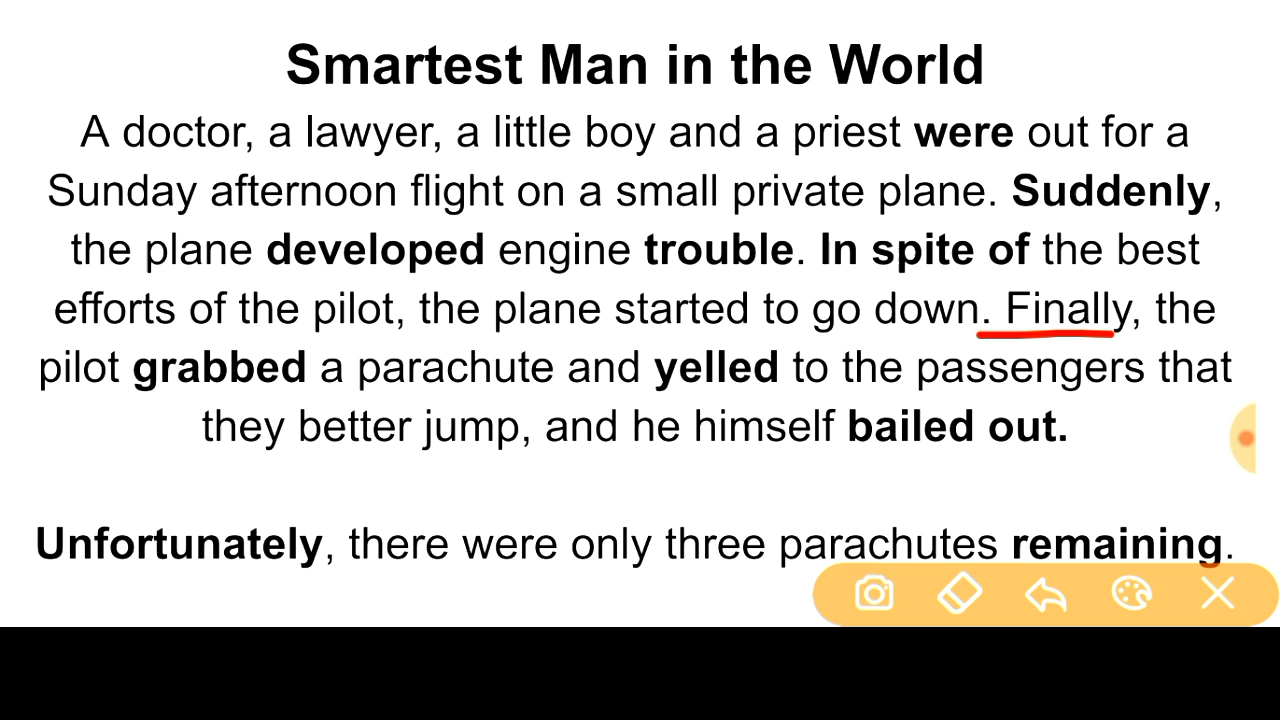 Smartest Man in the World
A doctor, a lawyer, a little boy and a priest were out for a
Sunday afternoon flight on a small private plane. Suddenly,
the plane developed engine trouble. In spite of the best
efforts of the pilot, the plane started to go down. Finally, the
pilot grabbed a parachute and yelled to the passengers that
they better jump, and he himself bailed out.
Unfortunately, there were only three parachutes remaining.